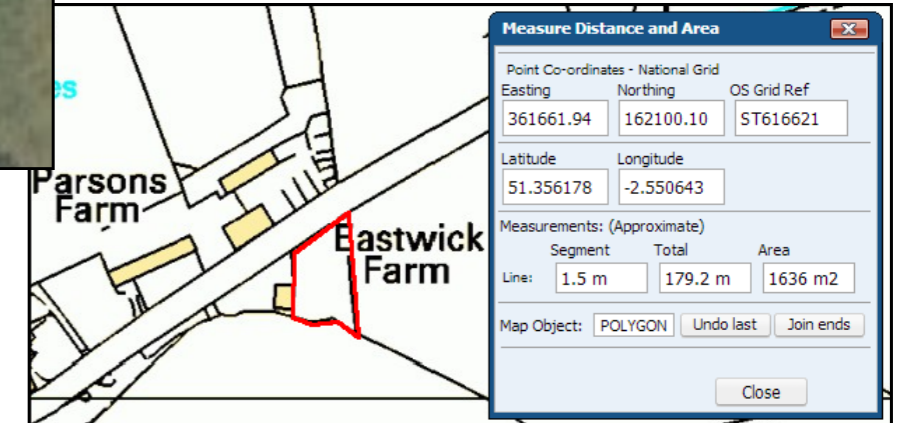 es
Parsons
Farm
Eastwick
Farm
Measure Distance and Area
Point Co-ordinates - National Grid
Easting Northing OS Grid Ref
361661.94 162100.10 ST616621
Latitude Longitude
51.356178 -2.550643
Measurements: (Approximate)
Segment Total Area
Line: 1.5 m 179.2 m 1636 m2
Map Object: POLYGON Undo last Join ends
Close